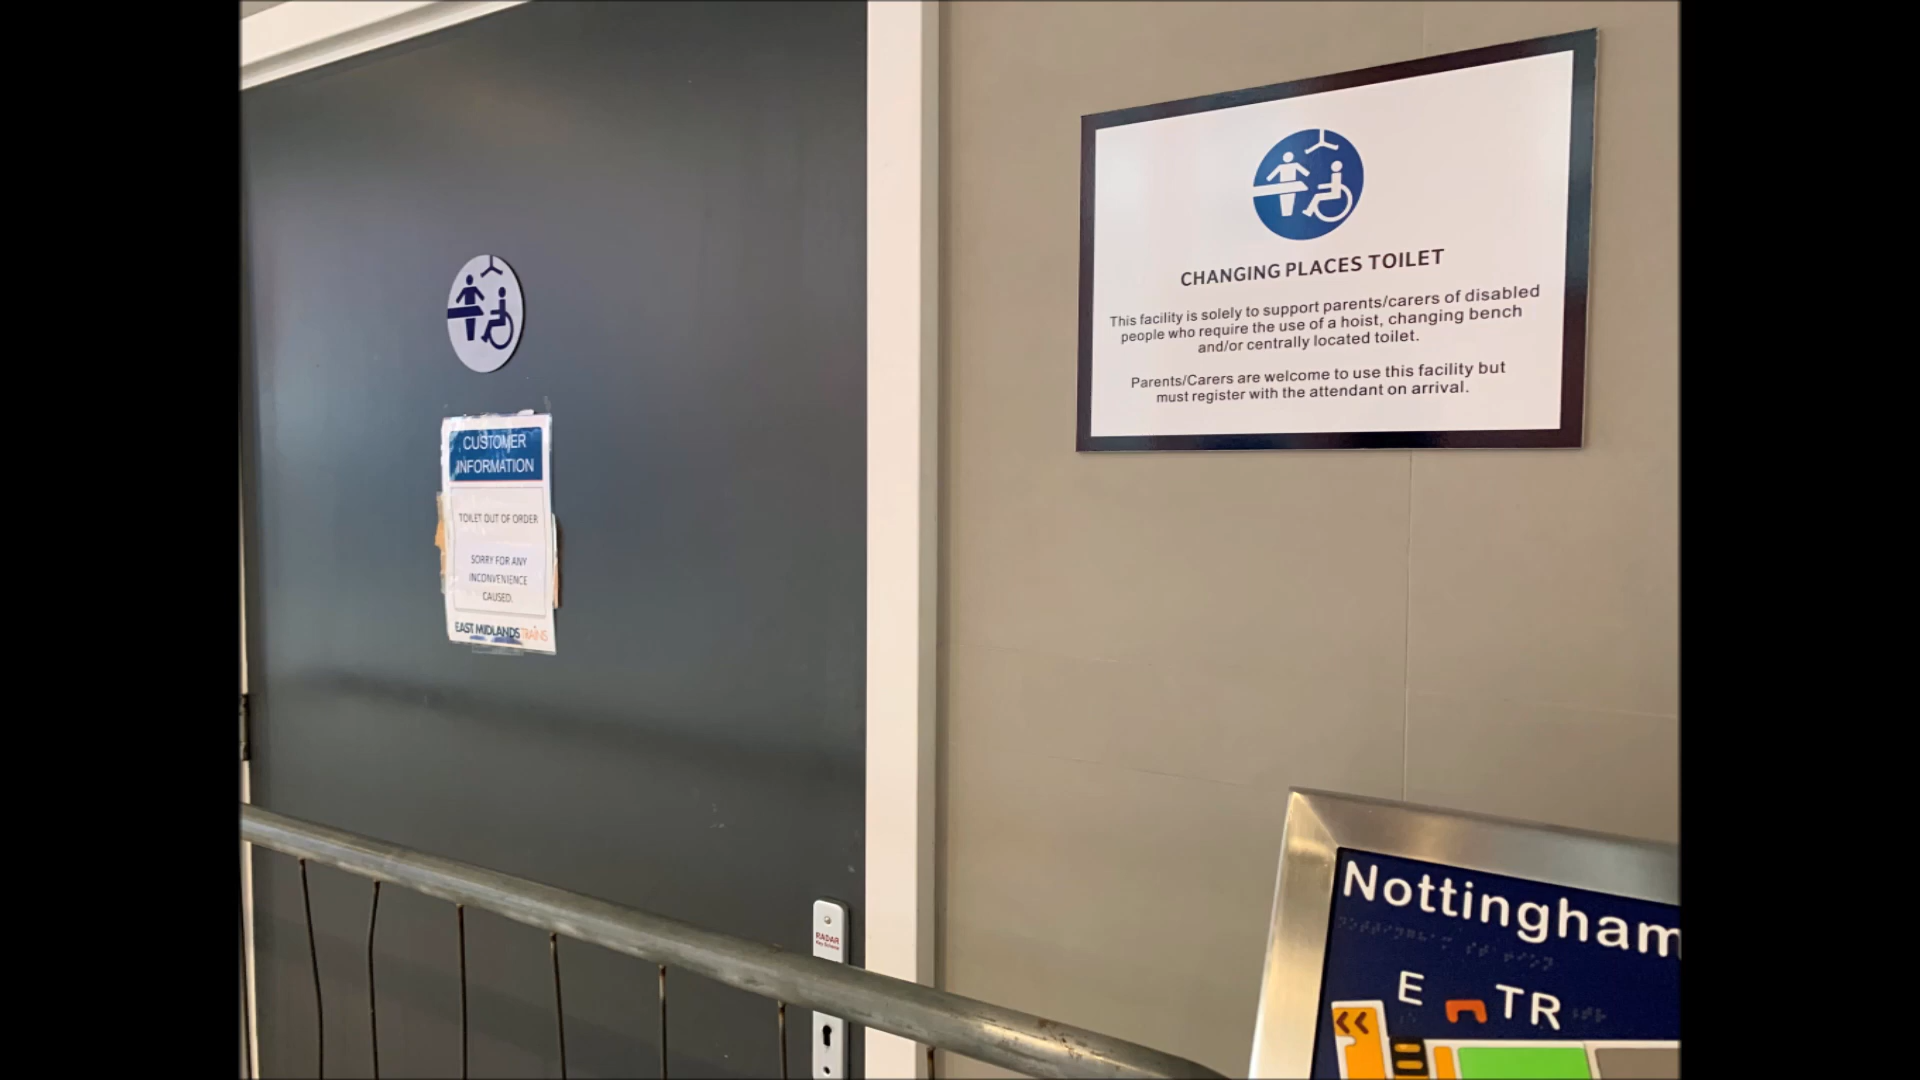 CUSTOMER
INFORMATION
TOILET OUT OF ORDER
SORRY FOR ANY
INCONVENIENCE
CAUSED.
EAST MIDLANDS TRAINS
CHANGING PLACES TOILET
This facility is solely to support parents/carers of disabled
people who require the use of a hoist, changing bench
and/or centrally located toilet.
Parents/Carers are welcome to use this facility but
must register with the attendant on arrival.
RADAR
Key Scheme
Nottingham
E TR